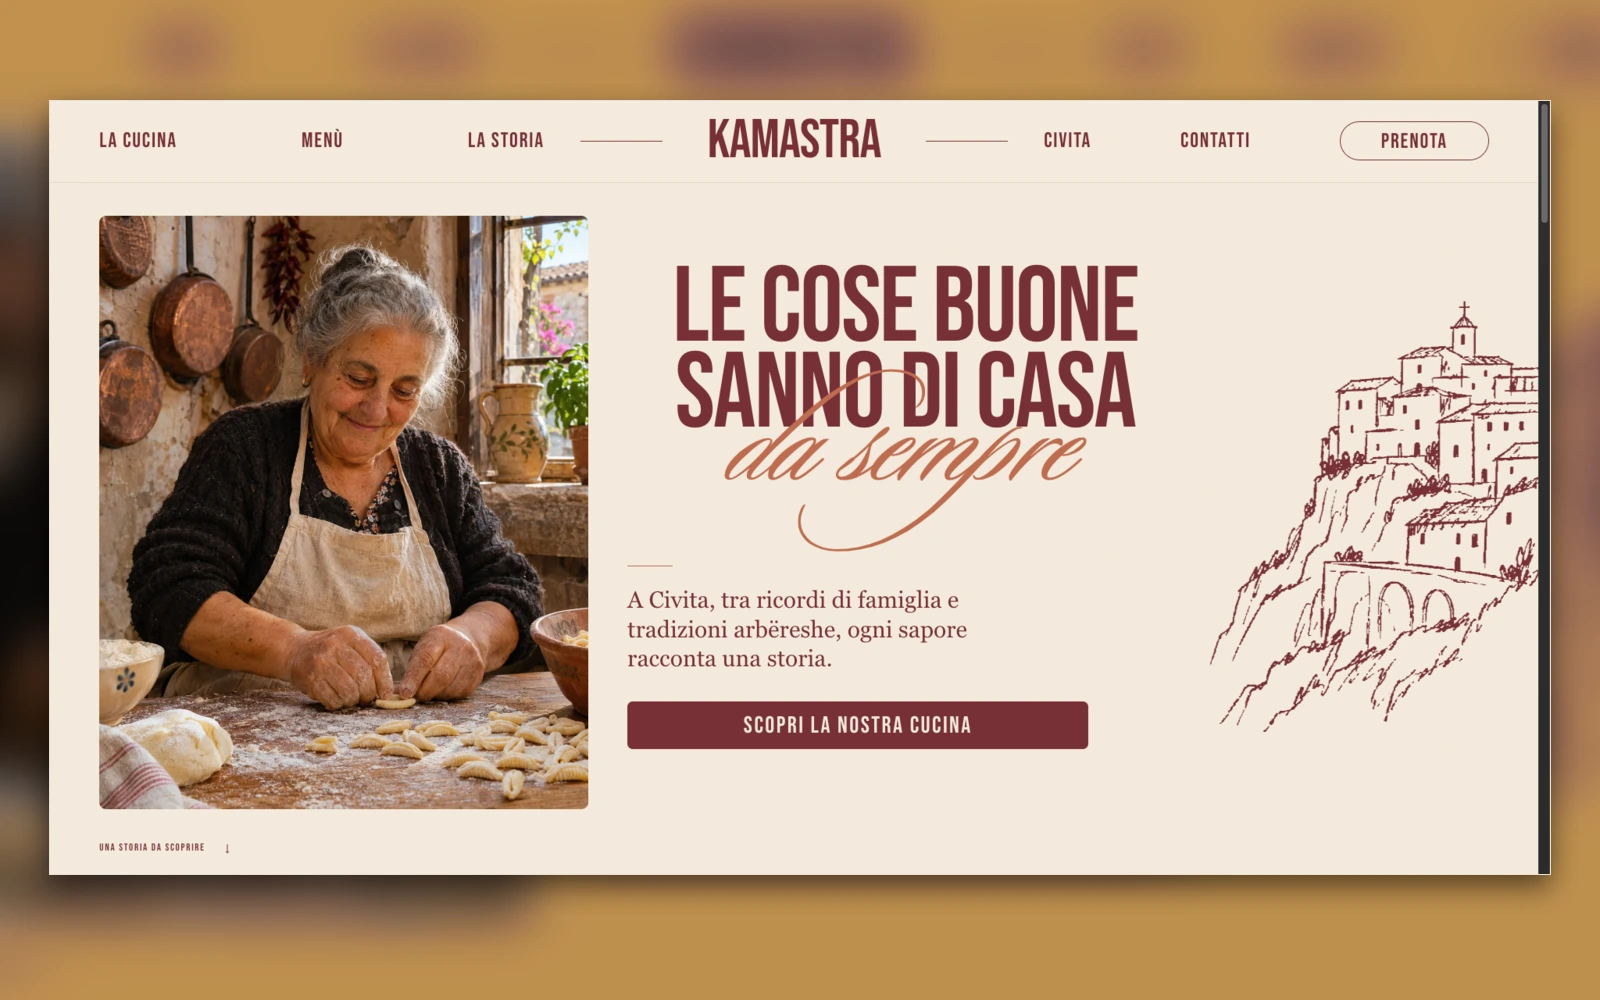 LA CUCINA
MENÙ
LA STORIA
KAMASTRA
CIVITA
CONTATTI
PRENOTA
LE COSE BUONE
SANNO DI CASA
da sempre
A Civita, tra ricordi di famiglia e
tradizioni arbëreshe, ogni sapore
racconta una storia.
SCOPRI LA NOSTRA CUCINA
UNA STORIA DA SCOPRIRE ↓